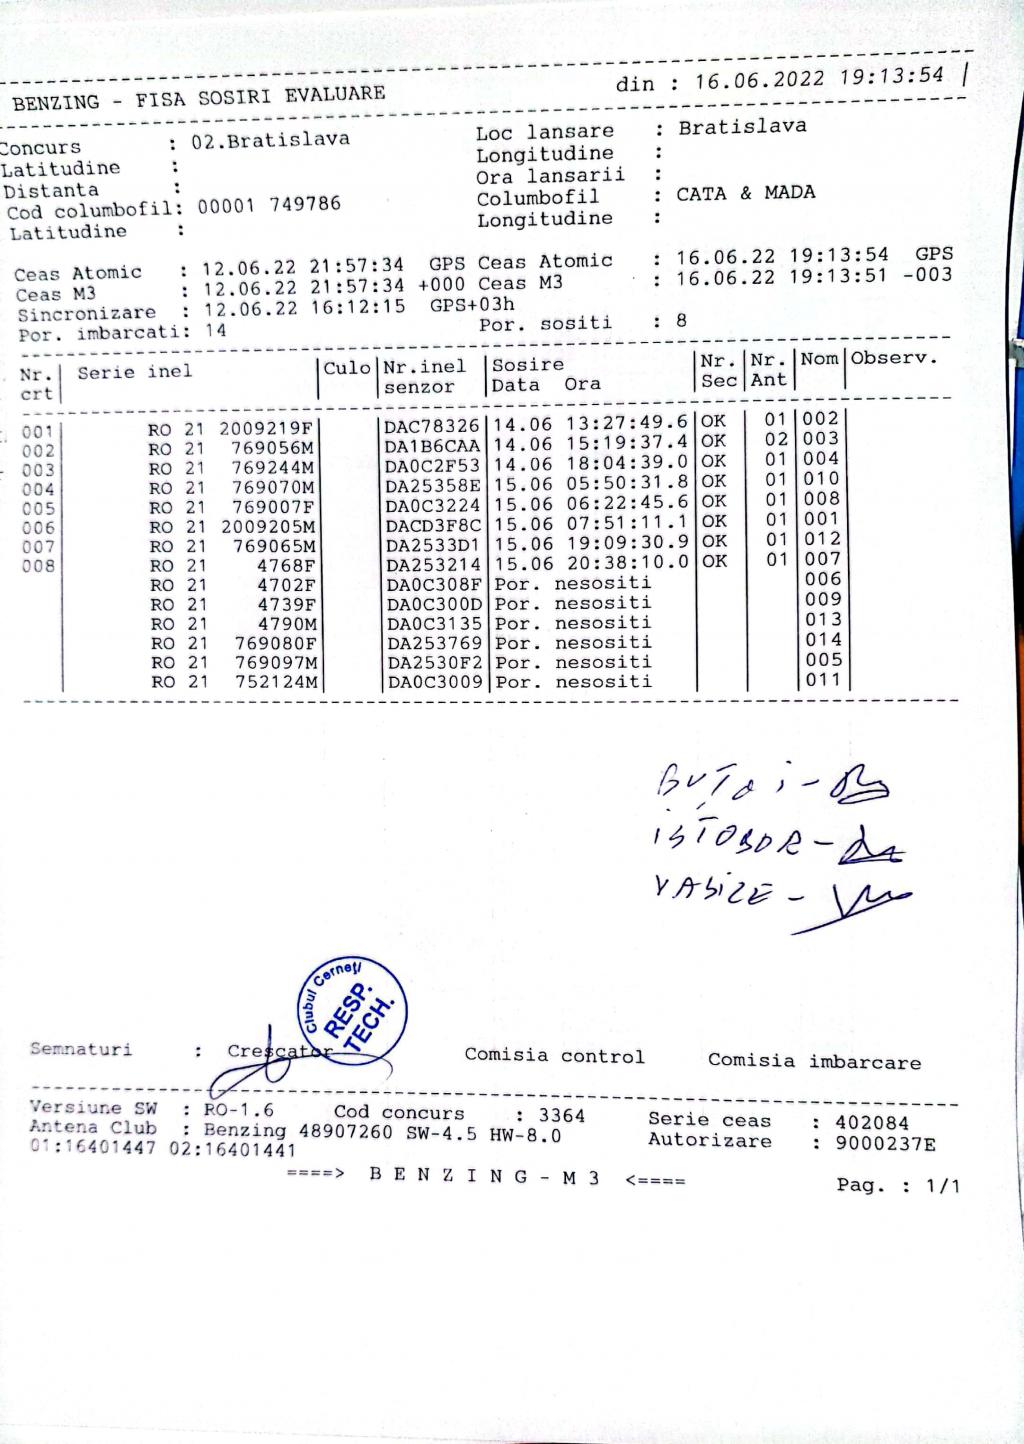 BENZING - FISA SOSIRI EVALUARE din : 16.06.2022 19:13:54
Concurs : 02.Bratislava Loc lansare : Bratislava
Latitudine : Longitudine :
Distanta : Ora lansarii :
Cod columbofil: 00001 749786 Columbofil : CATA & MADA
Latitudine : Longitudine :
Ceas Atomic : 12.06.22 21:57:34 GPS Ceas Atomic : 16.06.22 19:13:54 GPS
Ceas M3 : 12.06.22 21:57:34 +000 Ceas M3 : 16.06.22 19:13:51 -003
Sincronizare : 12.06.22 16:12:15 GPS+03h
Por. imbarcati: 14 Por. sositi : 8
Nr. Serie inel Culo Nr.inel Sosire Nr. Nr. Nom Observ.
crt senzor Data Ora Sec Ant
001 RO 21 2009219F DAC78326 14.06 13:27:49.6 OK 01 002
002 RO 21 769056M DA1B6CAA 14.06 15:19:37.4 OK 02 003
003 RO 21 769244M DA0C2F53 14.06 18:04:39.0 OK 01 004
004 RO 21 769070M DA25358E 15.06 05:50:31.8 OK 01 010
005 RO 21 769007F DA0C3224 15.06 06:22:45.6 OK 01 008
006 RO 21 2009205M DACD3F8C 15.06 07:51:11.1 OK 01 001
007 RO 21 769065M DA2533D1 15.06 19:09:30.9 OK 01 012
008 RO 21 4768F DA253214 15.06 20:38:10.0 OK 01 007
RO 21 4702F DA0C308F Por. nesositi 006
RO 21 4739F DA0C300D Por. nesositi 009
RO 21 4790M DA0C3135 Por. nesositi 013
RO 21 769080F DA253769 Por. nesositi 014
RO 21 769097M DA2530F2 Por. nesositi 005
RO 21 752124M DA0C3009 Por. nesositi 011
BUȚOI -
ISTODOR -
VASILE -
Clubul Cerneți
RESP.
TECH.
Semnaturi : Crescator Comisia control Comisia imbarcare
Versiune SW : RO-1.6 Cod concurs : 3364 Serie ceas : 402084
Antena Club : Benzing 48907260 SW-4.5 HW-8.0 Autorizare : 9000237E
01:16401447 02:16401441
====> B E N Z I N G - M 3 <==== Pag. : 1/1